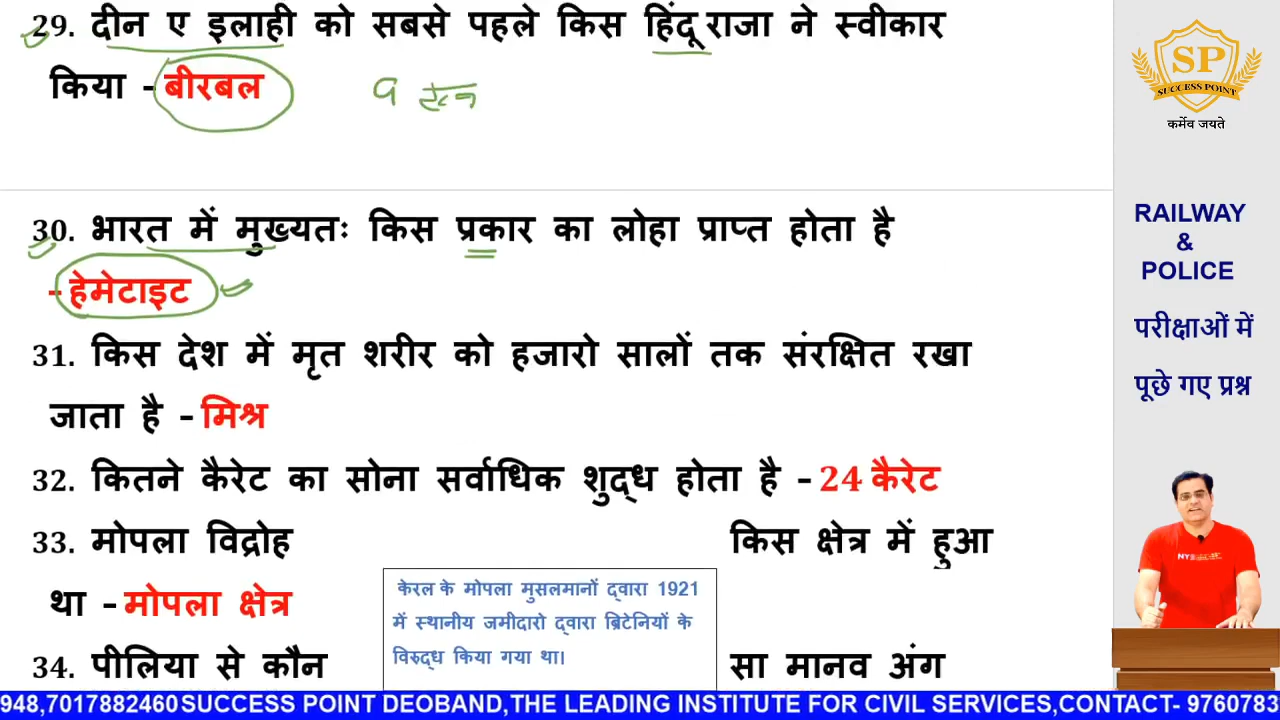 29. दीन ए इलाही को सबसे पहले किस हिंदू राजा ने स्वीकार
किया - बीरबल
30. भारत में मुख्यतः किस प्रकार का लोहा प्राप्त होता है
- हेमेटाइट
31. किस देश में मृत शरीर को हजारो सालों तक संरक्षित रखा
जाता है - मिश्र
32. कितने कैरेट का सोना सर्वाधिक शुद्ध होता है - 24 कैरेट
33. मोपला विद्रोह किस क्षेत्र में हुआ
था - मोपला क्षेत्र
केरल के मोपला मुसलमानों द्वारा 1921
में स्थानीय जमीदारो द्वारा ब्रिटेनियों के
विरुद्ध किया गया था।
34. पीलिया से कौन सा मानव अंग
SP
SUCCESS POINT
कर्मेव जयते
RAILWAY
&
POLICE
परीक्षाओं में
पूछे गए प्रश्न
948,7017882460 SUCCESS POINT DEOBAND,THE LEADING INSTITUTE FOR CIVIL SERVICES,CONTACT- 9760783